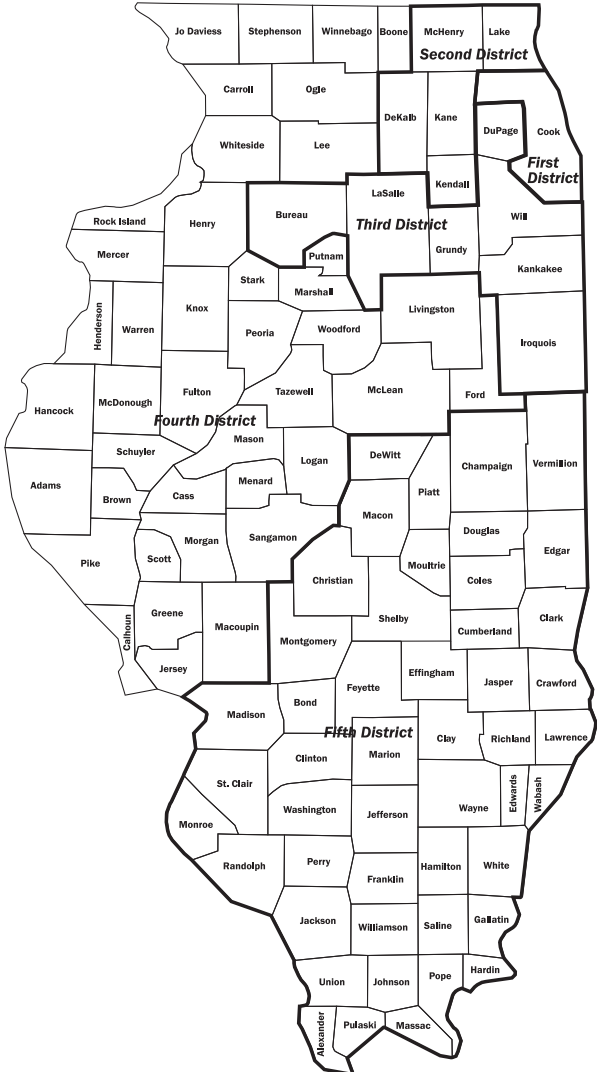 Jo Daviess
Stephenson
Winnebago
Boone
McHenry
Lake
Second District
Carroll
Ogle
DeKalb
Kane
DuPage
Cook
Whiteside
Lee
First
District
Kendall
LaSalle
Bureau
Will
Rock Island
Henry
Third District
Mercer
Putnam
Grundy
Kankakee
Stark
Marshall
Henderson
Warren
Knox
Peoria
Woodford
Livingston
Iroquois
Hancock
McDonough
Fulton
Tazewell
McLean
Ford
Fourth District
Mason
Schuyler
Logan
DeWitt
Champaign
Vermillion
Adams
Brown
Cass
Menard
Piatt
Macon
Pike
Scott
Morgan
Sangamon
Douglas
Edgar
Moultrie
Christian
Coles
Calhoun
Greene
Macoupin
Shelby
Montgomery
Cumberland
Clark
Jersey
Effingham
Feyette
Jasper
Crawford
Madison
Bond
Fifth District
Clay
Richland
Lawrence
Clinton
Marion
St. Clair
Washington
Jefferson
Wayne
Edwards
Wabash
Monroe
Randolph
Perry
Franklin
Hamilton
White
Jackson
Williamson
Saline
Gallatin
Union
Johnson
Pope
Hardin
Alexander
Pulaski
Massac